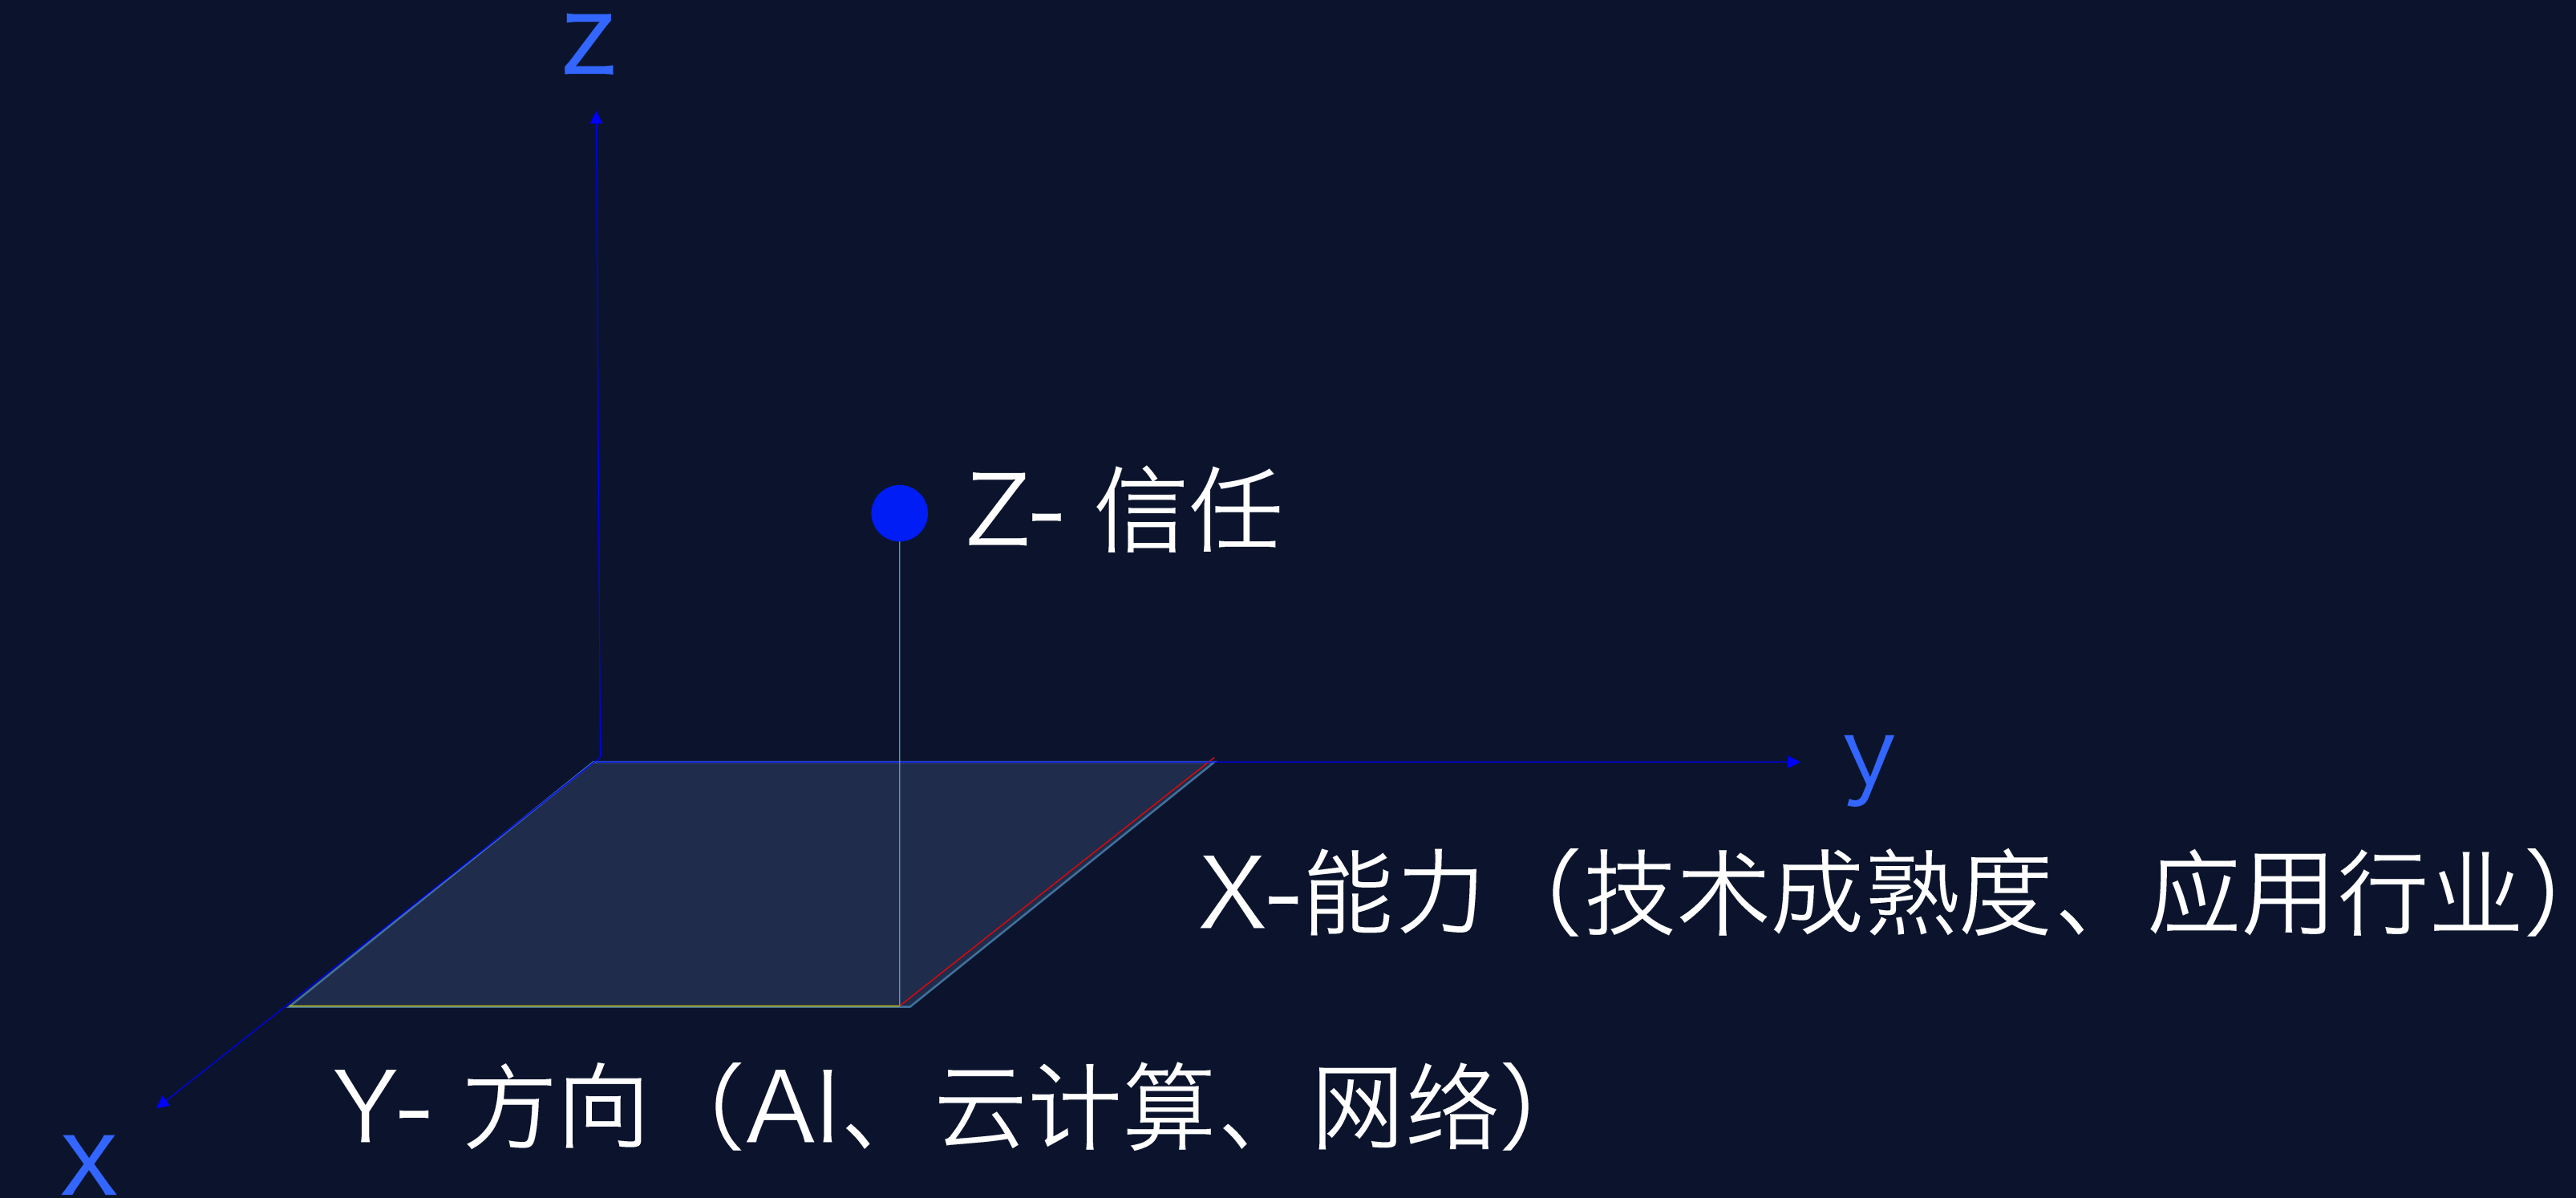 z
Z- 信任
y
X-能力（技术成熟度、应用行业）
Y- 方向（AI、云计算、网络）
x